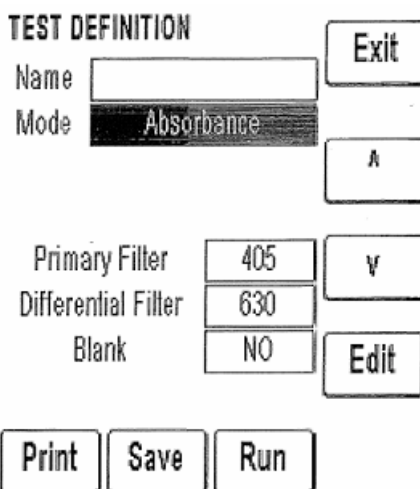 TEST DEFINITION
Exit
Name
Mode Absorbance
∧
Primary Filter 405
∨
Differential Filter 630
Blank NO
Edit
Print Save Run